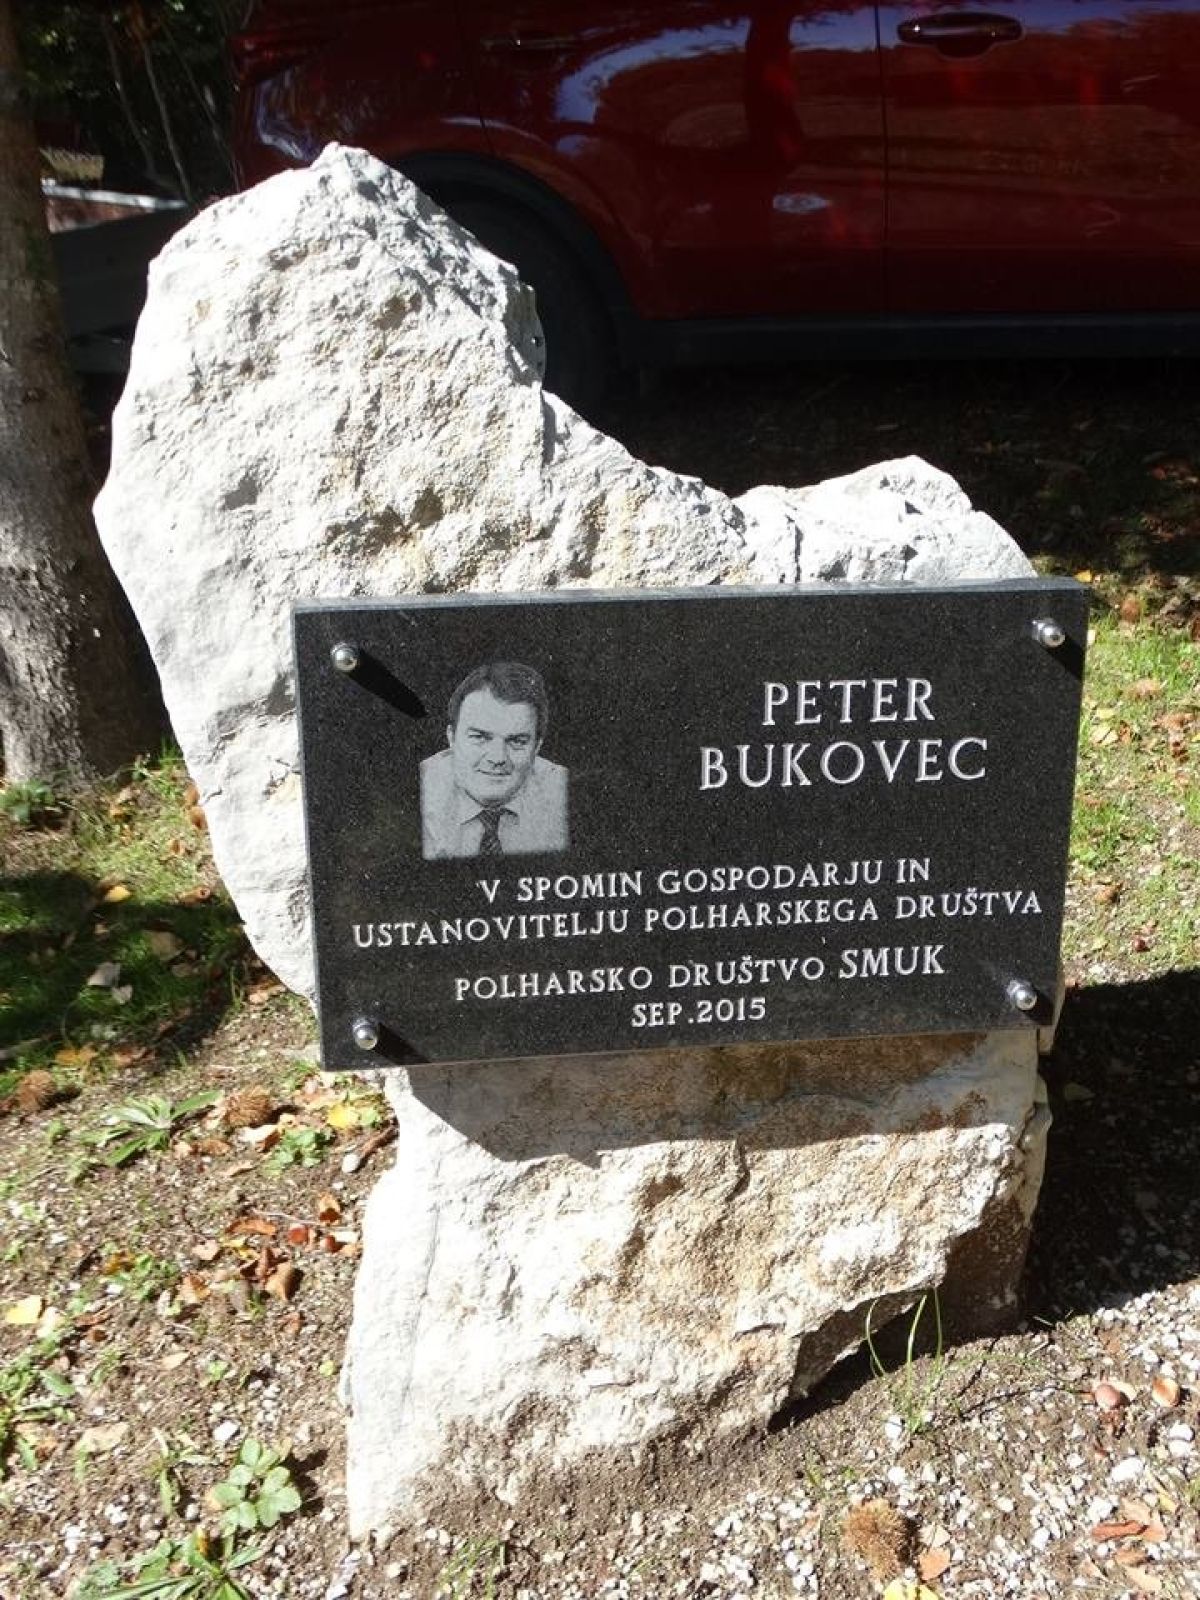 PETER
BUKOVEC
V SPOMIN GOSPODARJU IN
USTANOVITELJU POLHARSKEGA DRUŠTVA
POLHARSKO DRUŠTVO SMUK
SEP.2015